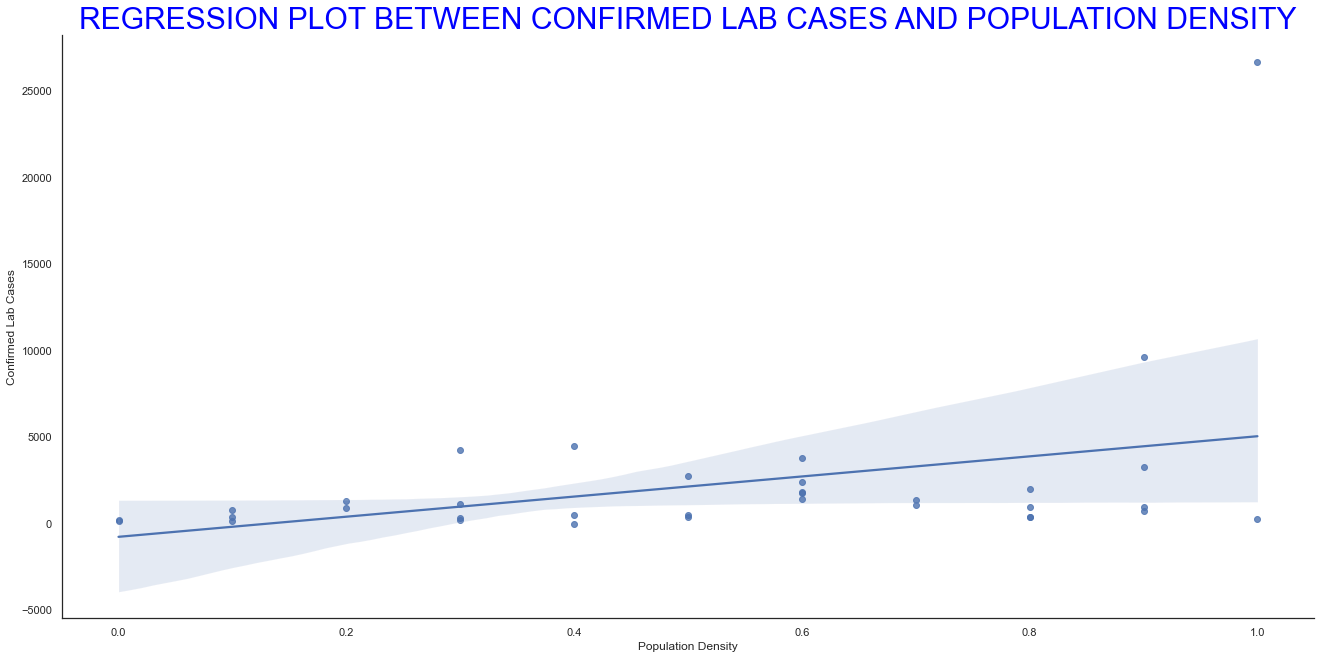 REGRESSION PLOT BETWEEN CONFIRMED LAB CASES AND POPULATION DENSITY
25000
20000
15000
10000
5000
0
−5000
Confirmed Lab Cases
0.0 0.2 0.4 0.6 0.8 1.0
Population Density